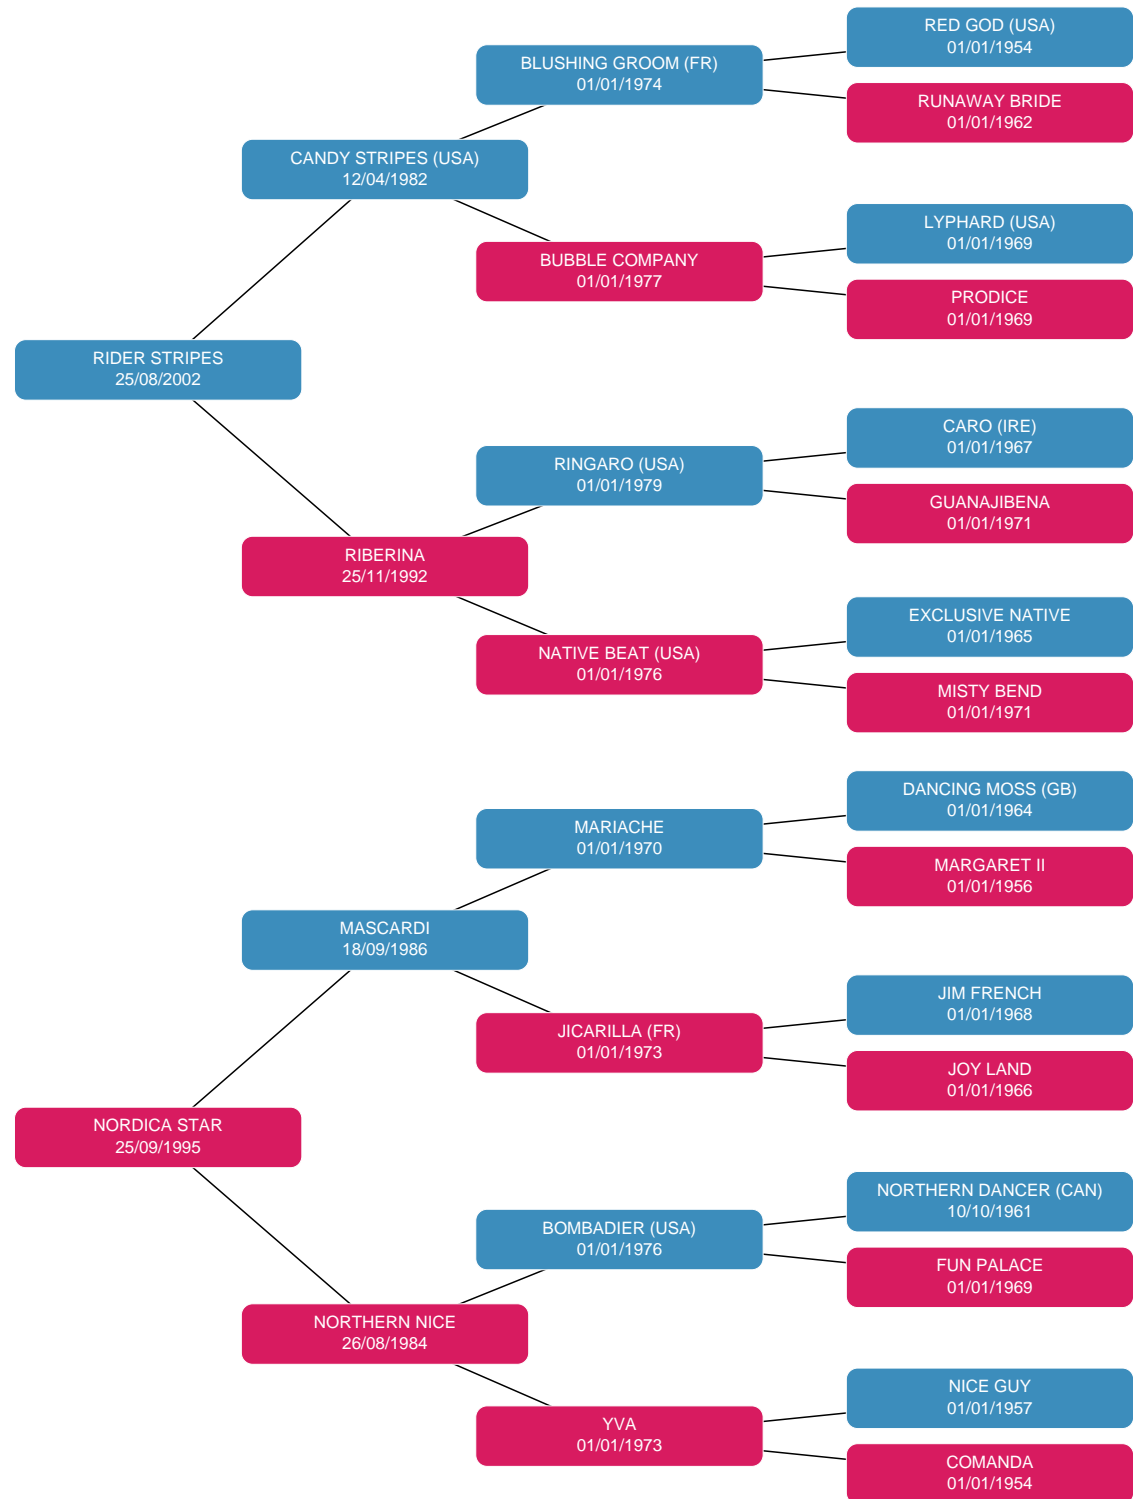 RED GOD (USA)
01/01/1954
BLUSHING GROOM (FR)
01/01/1974
RUNAWAY BRIDE
01/01/1962
CANDY STRIPES (USA)
12/04/1982
LYPHARD (USA)
01/01/1969
BUBBLE COMPANY
01/01/1977
PRODICE
01/01/1969
RIDER STRIPES
25/08/2002
CARO (IRE)
01/01/1967
RINGARO (USA)
01/01/1979
GUANAJIBENA
01/01/1971
RIBERINA
25/11/1992
EXCLUSIVE NATIVE
01/01/1965
NATIVE BEAT (USA)
01/01/1976
MISTY BEND
01/01/1971
DANCING MOSS (GB)
01/01/1964
MARIACHE
01/01/1970
MARGARET II
01/01/1956
MASCARDI
18/09/1986
JIM FRENCH
01/01/1968
JICARILLA (FR)
01/01/1973
JOY LAND
01/01/1966
NORDICA STAR
25/09/1995
NORTHERN DANCER (CAN)
10/10/1961
BOMBADIER (USA)
01/01/1976
FUN PALACE
01/01/1969
NORTHERN NICE
26/08/1984
NICE GUY
01/01/1957
YVA
01/01/1973
COMANDA
01/01/1954